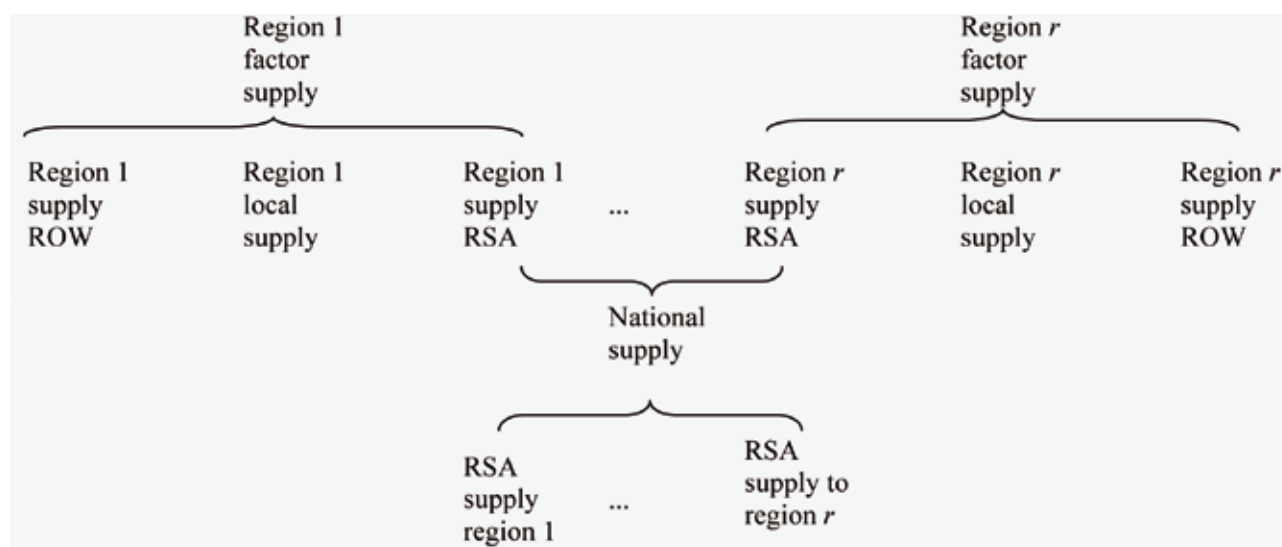 Region 1
factor
supply
Region r
factor
supply
Region 1
supply
ROW
Region 1
local
supply
Region 1
supply
RSA
...
Region r
supply
RSA
Region r
local
supply
Region r
supply
ROW
National
supply
RSA
supply
region 1
...
RSA
supply to
region r